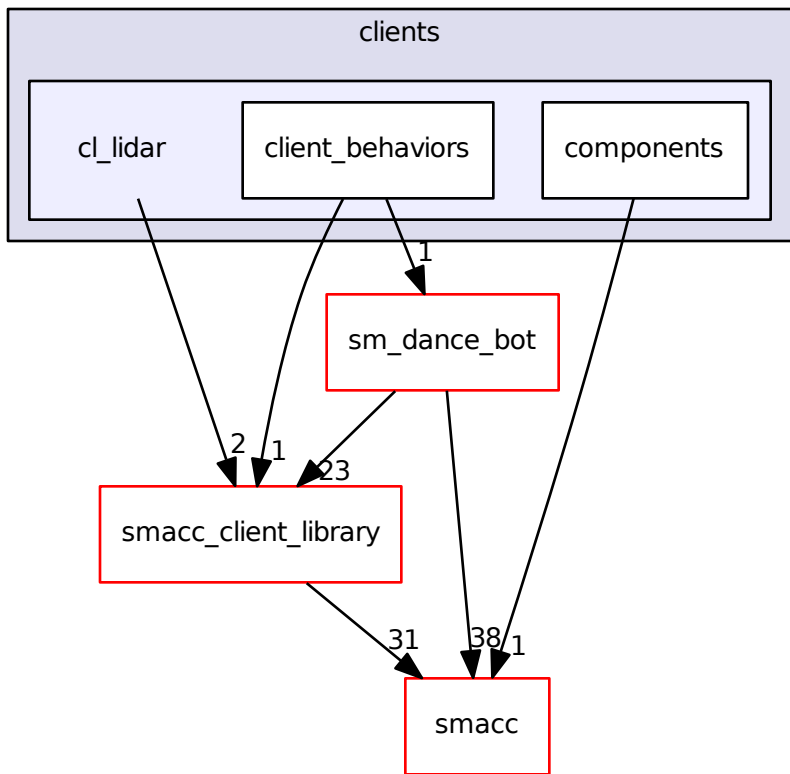 clients
cl_lidar
client_behaviors
components
1
sm_dance_bot
2
1
23
smacc_client_library
31
38
1
smacc